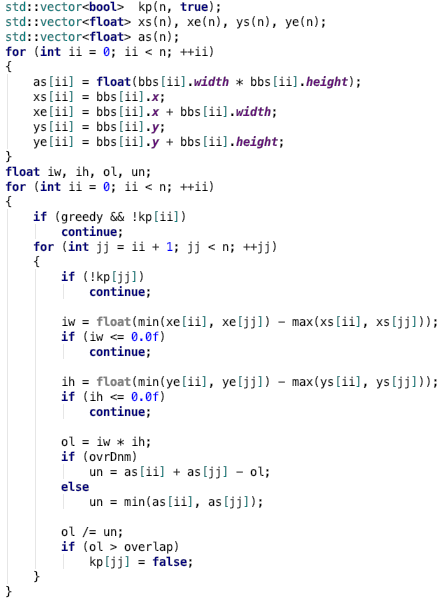 std::vector<bool>  kp(n, true);
std::vector<float> xs(n), xe(n), ys(n), ye(n);
std::vector<float> as(n);
for (int ii = 0; ii < n; ++ii)
{
    as[ii] = float(bbs[ii].width * bbs[ii].height);
    xs[ii] = bbs[ii].x;
    xe[ii] = bbs[ii].x + bbs[ii].width;
    ys[ii] = bbs[ii].y;
    ye[ii] = bbs[ii].y + bbs[ii].height;
}
float iw, ih, ol, un;
for (int ii = 0; ii < n; ++ii)
{
    if (greedy && !kp[ii])
        continue;
    for (int jj = ii + 1; jj < n; ++jj)
    {
        if (!kp[jj])
            continue;

        iw = float(min(xe[ii], xe[jj]) - max(xs[ii], xs[jj]));
        if (iw <= 0.0f)
            continue;

        ih = float(min(ye[ii], ye[jj]) - max(ys[ii], ys[jj]));
        if (ih <= 0.0f)
            continue;

        ol = iw * ih;
        if (ovrDnm)
            un = as[ii] + as[jj] - ol;
        else
            un = min(as[ii], as[jj]);

        ol /= un;
        if (ol > overlap)
            kp[jj] = false;
    }
}